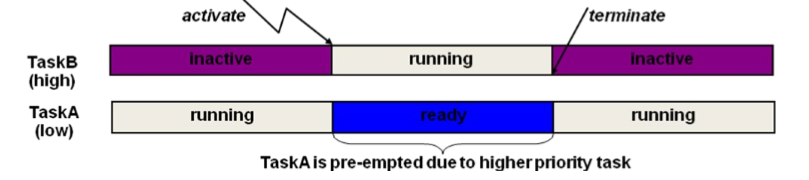 activate
terminate
TaskB
(high)
inactive
running
inactive
TaskA
(low)
running
ready
running
TaskA is pre-empted due to higher priority task